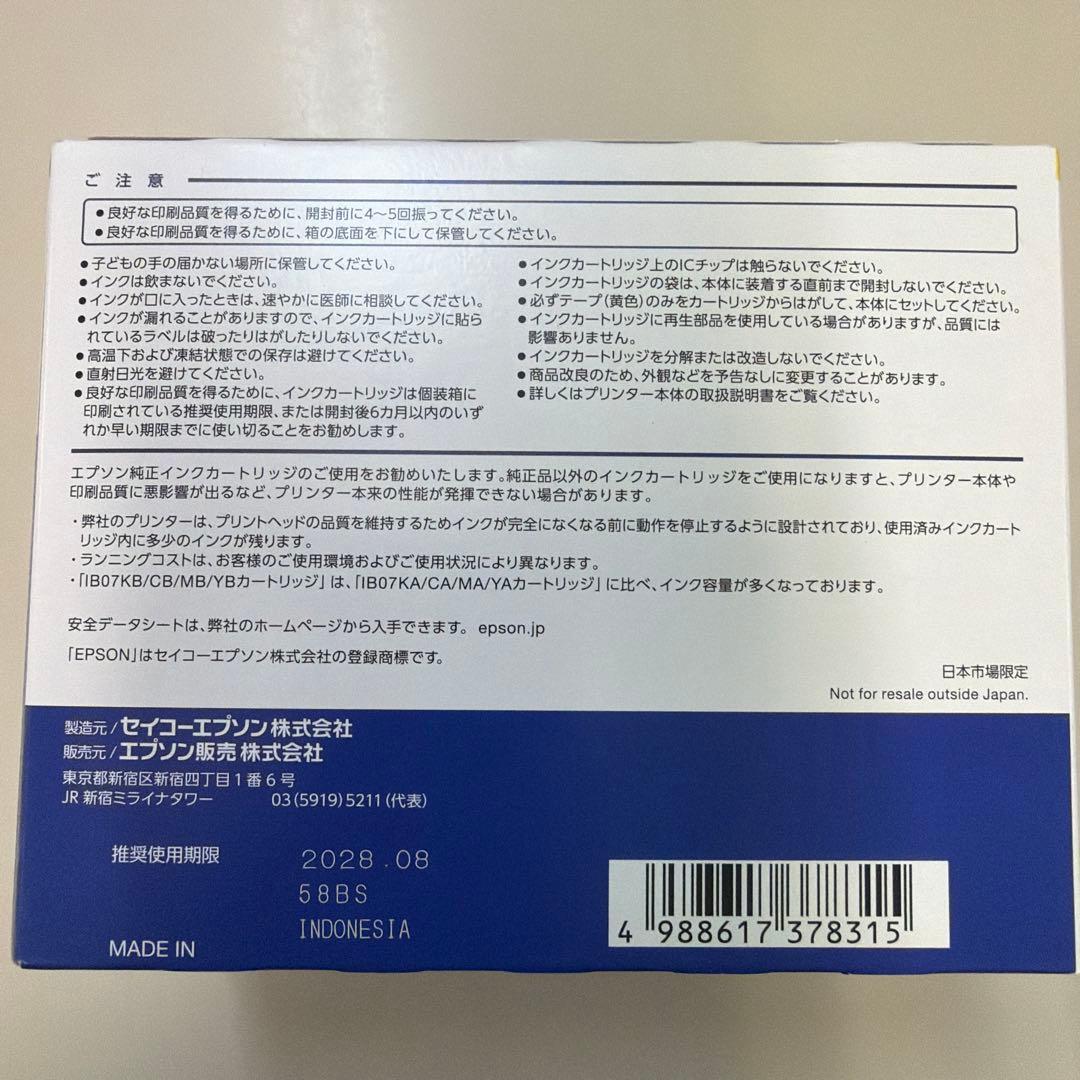 ご注意
●良好な印刷品質を得るために、開封前に4〜5回振ってください。
●良好な印刷品質を得るために、箱の底面を下にして保管してください。
●子どもの手の届かない場所に保管してください。
●インクは飲まないでください。
●インクが口に入ったときは、速やかに医師に相談してください。
●インクが漏れることがありますので、インクカートリッジに貼ら
れているラベルは破ったりはがしたりしないでください。
●高温下および凍結状態での保存は避けてください。
●直射日光を避けてください。
●良好な印刷品質を得るために、インクカートリッジは個装箱に
印刷されている推奨使用期限、または開封後6カ月以内のいず
れか早い期限までに使い切ることをお勧めします。
●インクカートリッジ上のICチップは触らないでください。
●インクカートリッジの袋は、本体に装着する直前まで開封しないでください。
●必ずテープ(黄色)のみをカートリッジからはがして、本体にセットしてください。
●インクカートリッジに再生部品を使用している場合がありますが、品質には
影響ありません。
●インクカートリッジを分解または改造しないでください。
●商品改良のため、外観などを予告なしに変更することがあります。
●詳しくはプリンター本体の取扱説明書をご覧ください。
エプソン純正インクカートリッジのご使用をお勧めいたします。純正品以外のインクカートリッジをご使用になりますと、プリンター本体や
印刷品質に悪影響が出るなど、プリンター本来の性能が発揮できない場合があります。
・弊社のプリンターは、プリントヘッドの品質を維持するためインクが完全になくなる前に動作を停止するように設計されており、使用済みインクカート
リッジ内に多少のインクが残ります。
・ランニングコストは、お客様のご使用環境およびご使用状況により異なります。
・「IB07KB/CB/MB/YBカートリッジ」は、「IB07KA/CA/MA/YAカートリッジ」に比べ、インク容量が多くなっております。
安全データシートは、弊社のホームページから入手できます。 epson.jp
「EPSON」はセイコーエプソン株式会社の登録商標です。
日本市場限定
Not for resale outside Japan.
製造元/セイコーエプソン株式会社
販売元/エプソン販売株式会社
東京都新宿区新宿四丁目1番6号
JR新宿ミライナタワー 03(5919)5211(代表)
推奨使用期限 2028.08
58BS
MADE IN INDONESIA
4 988617 378315